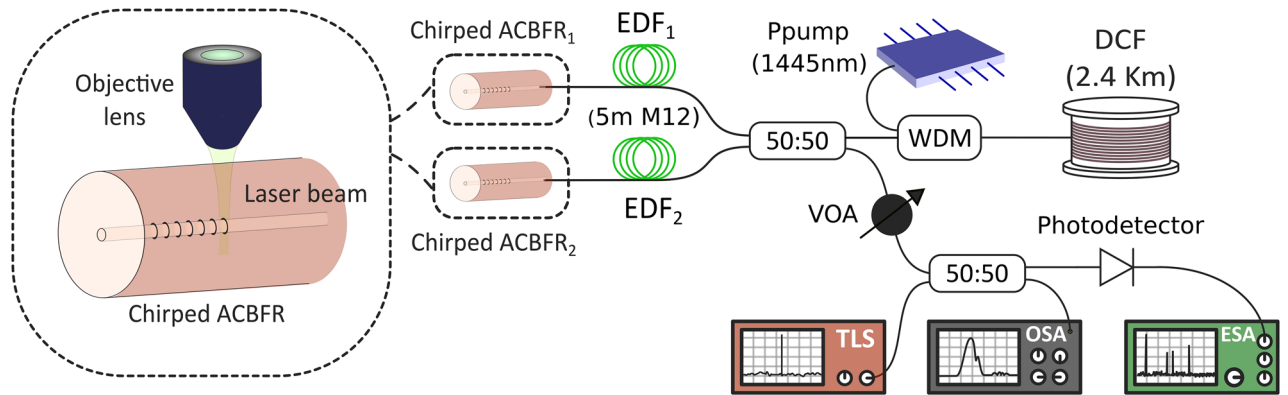 Objective
lens
Laser beam
Chirped ACBFR
Chirped ACBFR₁
Chirped ACBFR₂
EDF₁
(5m M12)
EDF₂
50:50
Ppump
(1445nm)
WDM
DCF
(2.4 Km)
VOA
50:50
Photodetector
TLS
OSA
ESA